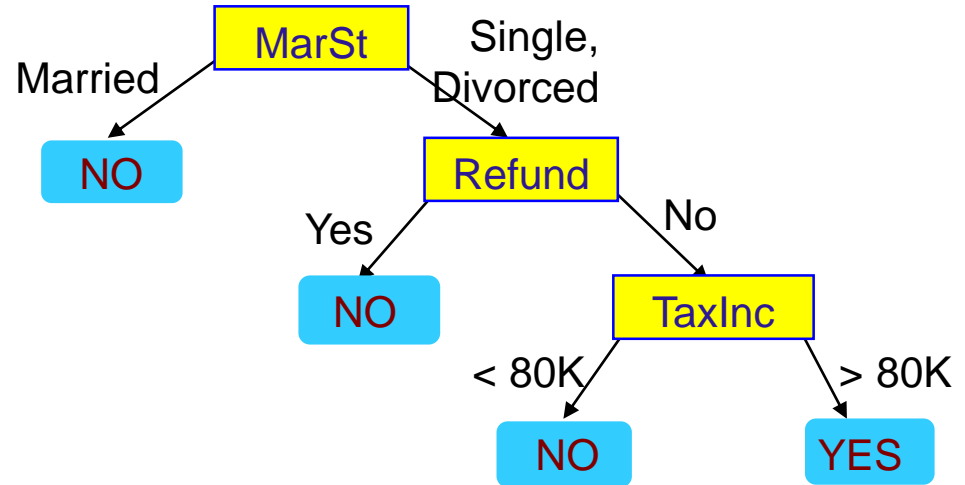 MarSt
Single,
Married
Divorced
NO
Refund
Yes
No
NO
TaxInc
< 80K
> 80K
NO
YES